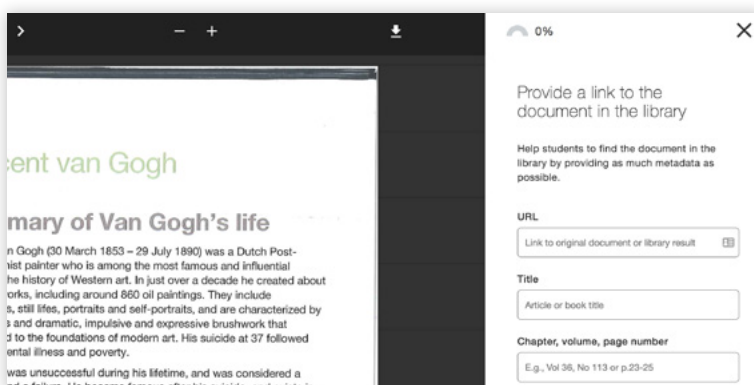 0%
cent van Gogh
mary of Van Gogh's life
n Gogh (30 March 1853 – 29 July 1890) was a Dutch Post-
nist painter who is among the most famous and influential
he history of Western art. In just over a decade he created about
orks, including around 860 oil paintings. They include
s, still lifes, portraits and self-portraits, and are characterized by
s and dramatic, impulsive and expressive brushwork that
d to the foundations of modern art. His suicide at 37 followed
ental illness and poverty.
was unsuccessful during his lifetime, and was considered a
Provide a link to the
document in the library
Help students to find the document in the
library by providing as much metadata as
possible.
URL
Link to original document or library result
Title
Article or book title
Chapter, volume, page number
E.g., Vol 36, No 113 or p.23-25